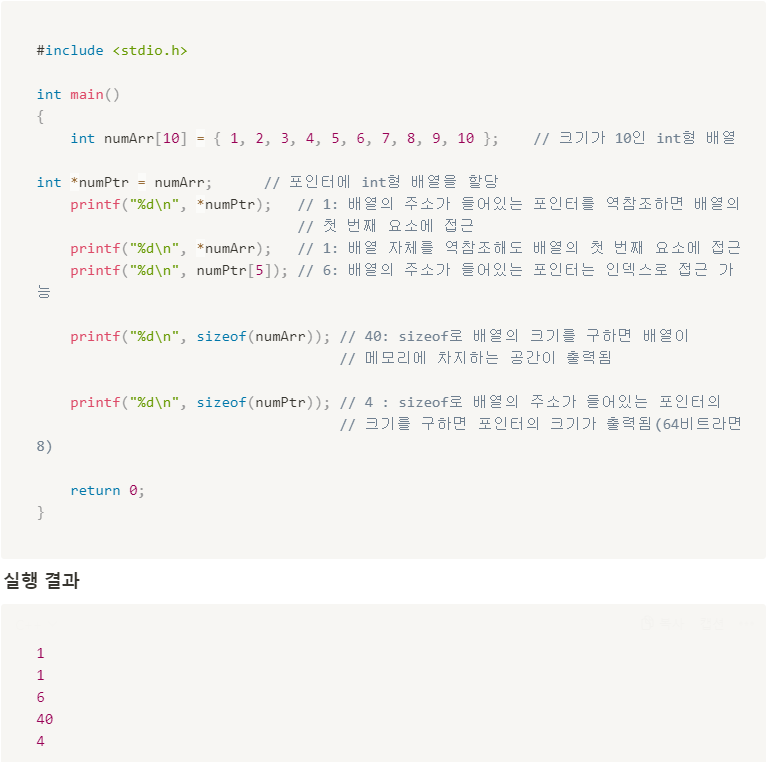 #include <stdio.h>
int main()
{
int numArr[10] = { 1, 2, 3, 4, 5, 6, 7, 8, 9, 10 };    // 크기가 10인 int형 배열
int *numPtr = numArr;      // 포인터에 int형 배열을 할당
printf("%d\n", *numPtr);   // 1: 배열의 주소가 들어있는 포인터를 역참조하면 배열의
// 첫 번째 요소에 접근
printf("%d\n", *numArr);   // 1: 배열 자체를 역참조해도 배열의 첫 번째 요소에 접근
printf("%d\n", numPtr[5]); // 6: 배열의 주소가 들어있는 포인터는 인덱스로 접근 가
능
printf("%d\n", sizeof(numArr)); // 40: sizeof로 배열의 크기를 구하면 배열이
// 메모리에 차지하는 공간이 출력됨
printf("%d\n", sizeof(numPtr)); // 4 : sizeof로 배열의 주소가 들어있는 포인터의
// 크기를 구하면 포인터의 크기가 출력됨(64비트라면
8)
return 0;
}
실행 결과
1
1
6
40
4